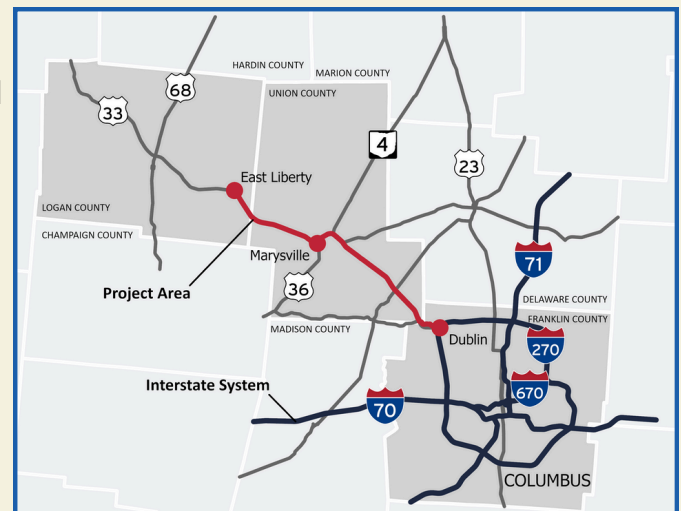 HARDIN COUNTY
MARION COUNTY
68
UNION COUNTY
33
4
23
East Liberty
LOGAN COUNTY
CHAMPAIGN COUNTY
Marysville
71
Project Area
36
DELAWARE COUNTY
MADISON COUNTY
FRANKLIN COUNTY
Dublin
270
Interstate System
670
70
COLUMBUS